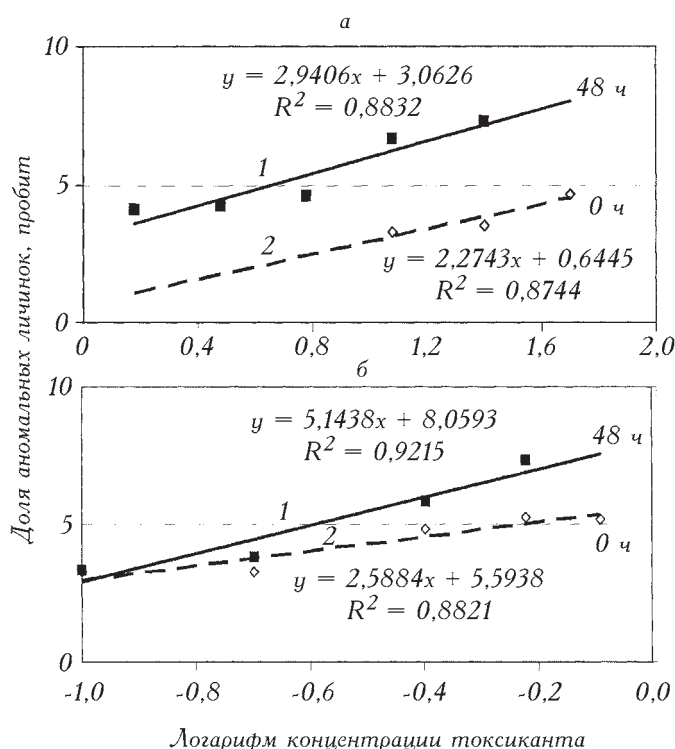 а
10
y = 2,9406x + 3,0626
R² = 0,8832
48 ч
1
5
2
0 ч
y = 2,2743x + 0,6445
R² = 0,8744
0
0 0,4 0,8 1,2 1,6 2,0
б
10
y = 5,1438x + 8,0593
R² = 0,9215
48 ч
1
5
2
0 ч
y = 2,5884x + 5,5938
R² = 0,8821
0
-1,0 -0,8 -0,6 -0,4 -0,2 0,0
Доля аномальных личинок, пробит
Логарифм концентрации токсиканта